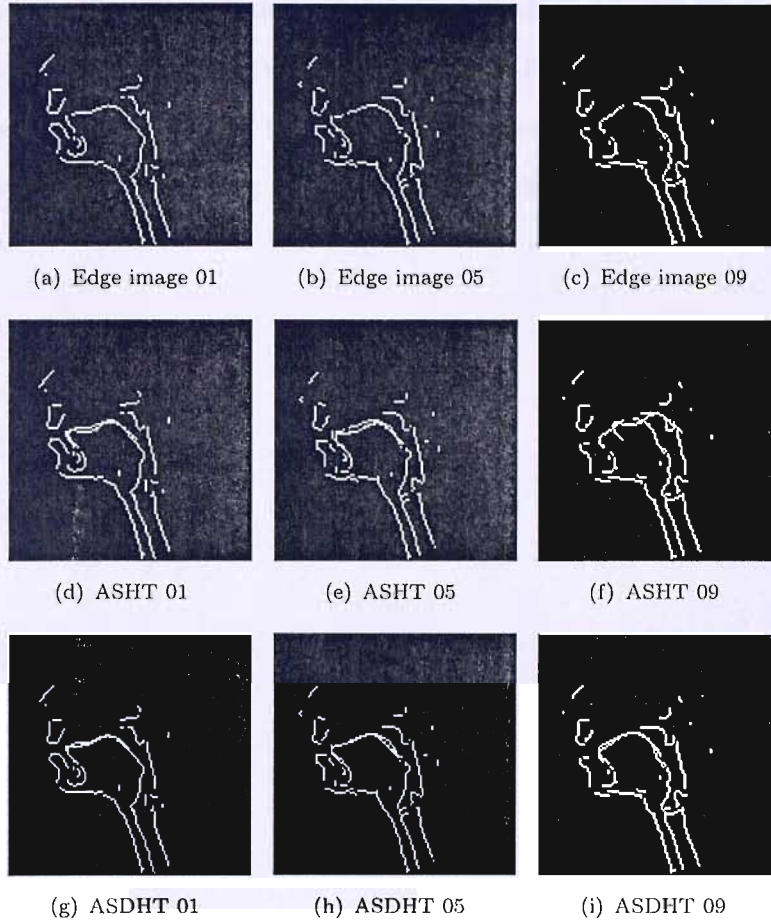 (a) Edge image 01 (b) Edge image 05 (c) Edge image 09
(d) ASHT 01 (e) ASHT 05 (f) ASHT 09
(g) ASDHT 01 (h) ASDHT 05 (i) ASDHT 09